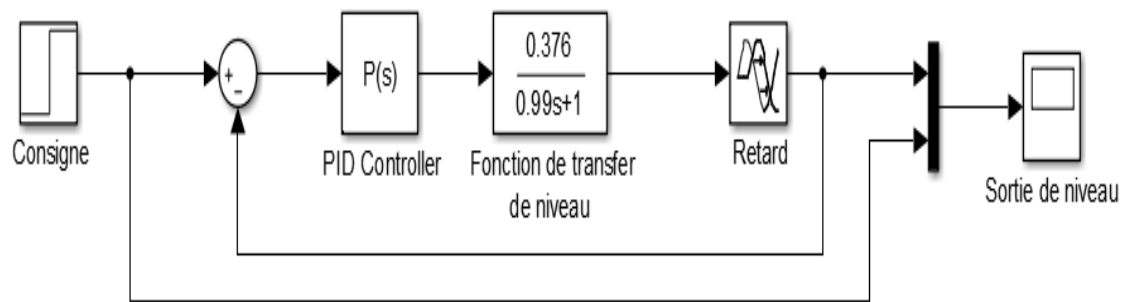 +
−
P(s)
0.376
0.99s+1
Consigne
PID Controller
Fonction de transfer
de niveau
Retard
Sortie de niveau